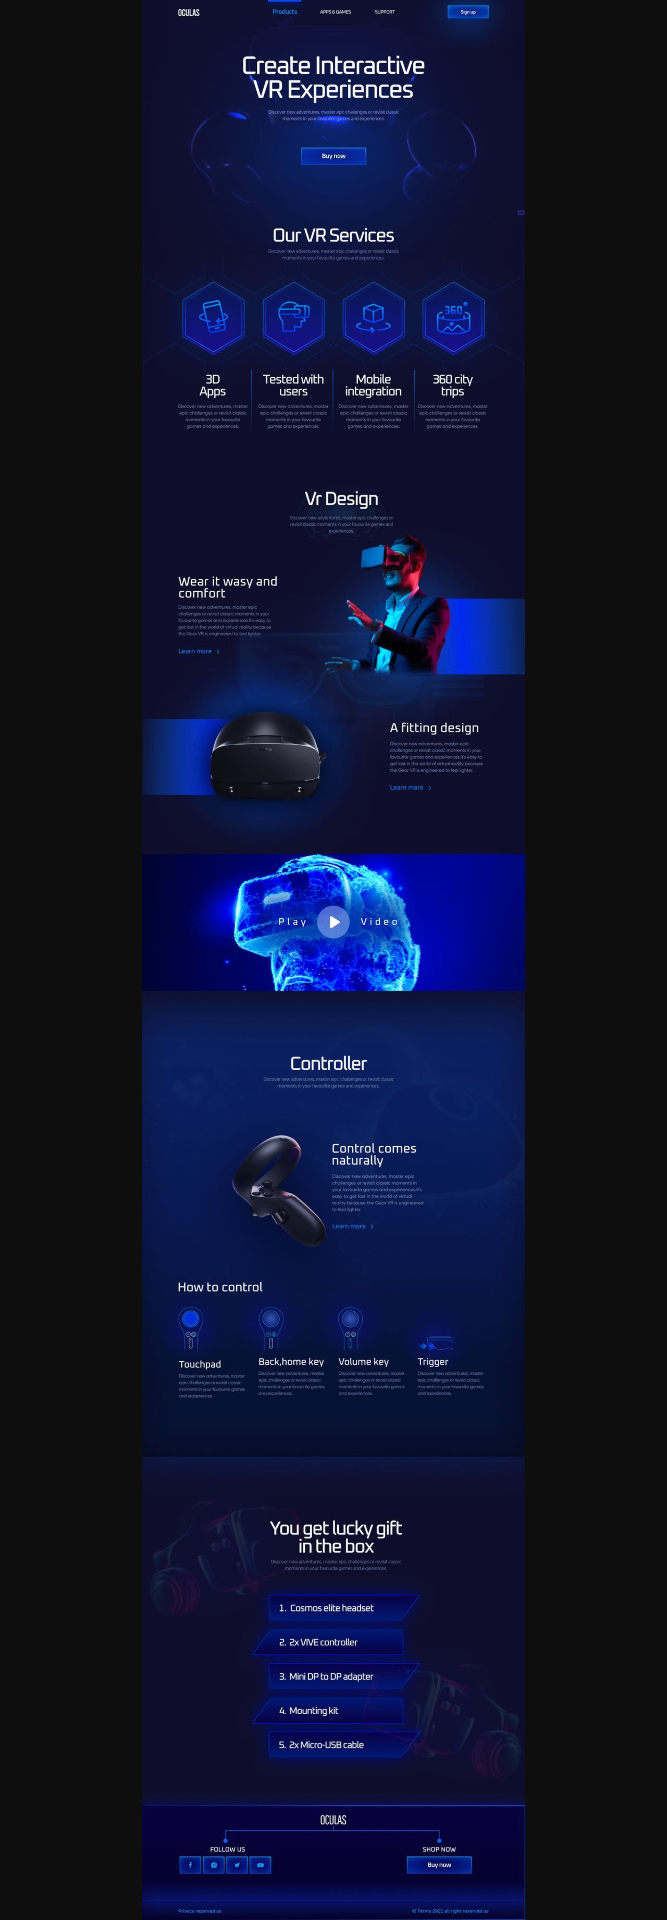 OCULAS
Products
APPS & GAMES
SUPPORT
Sign up
Create Interactive
VR Experiences
Discover new adventures, master epic challenges or revisit classic
moments in your favourite games and experiences.
Buy now
Our VR Services
Discover new adventures, master epic challenges or revisit classic
moments in your favourite games and experiences.
360°
3D
Apps
Discover new adventures, master
epic challenges or revisit classic
moments in your favourite
games and experiences.
Tested with
users
Discover new adventures, master
epic challenges or revisit classic
moments in your favourite
games and experiences.
Mobile
integration
Discover new adventures, master
epic challenges or revisit classic
moments in your favourite
games and experiences.
360 city
trips
Discover new adventures, master
epic challenges or revisit classic
moments in your favourite
games and experiences.
Vr Design
Discover new adventures, master epic challenges or
revisit classic moments in your favourite games and
experiences.
Wear it wasy and
comfort
Discover new adventures, master epic
challenges or revisit classic moments in your
favourite games and experiences.It's easy to
get lost in the world of virtual reality because
the Gear VR is engineered to feel lighter.
Learn more
A fitting design
Discover new adventures, master epic
challenges or revisit classic moments in your
favourite games and experiences.It's easy to
get lost in the world of virtual reality because
the Gear VR is engineered to feel lighter.
Learn more
Play Video
Controller
Discover new adventures, master epic challenges or revisit classic
moments in your favourite games and experiences.
Control comes
naturally
Discover new adventures, master epic
challenges or revisit classic moments in
your favourite games and experiences.It's
easy to get lost in the world of virtual
reality because the Gear VR is engineered
to feel lighter.
Learn more
How to control
Touchpad
Discover new adventures, master
epic challenges or revisit classic
moments in your favourite games
and experiences.
Back,home key
Discover new adventures, master
epic challenges or revisit classic
moments in your favourite games
and experiences.
Volume key
Discover new adventures, master
epic challenges or revisit classic
moments in your favourite games
and experiences.
Trigger
Discover new adventures, master
epic challenges or revisit classic
moments in your favourite games
and experiences.
You get lucky gift
in the box
Discover new adventures, master epic challenges or revisit classic
moments in your favourite games and experiences.
1. Cosmos elite headset
2. 2x VIVE controller
3. Mini DP to DP adapter
4. Mounting kit
5. 2x Micro-USB cable
OCULAS
FOLLOW US
SHOP NOW
Buy now
Privacy reserved us
2021 all right reserved us